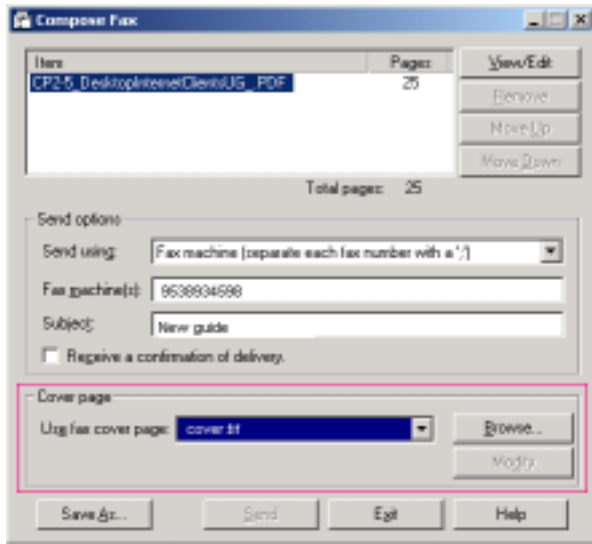 Compose Fax
Item Pages
CP2-5_DesktopInternetClientsUG_.PDF 25
View/Edit
Remove
Move Up
Move Down
Total pages: 25
Send options
Send using: Fax machine (separate each fax number with a ';')
Fax machine(s): 9538934598
Subject: New guide
Receive a confirmation of delivery.
Cover page
Use fax cover page: cover.tif
Browse...
Modify
Save As... Send Exit Help